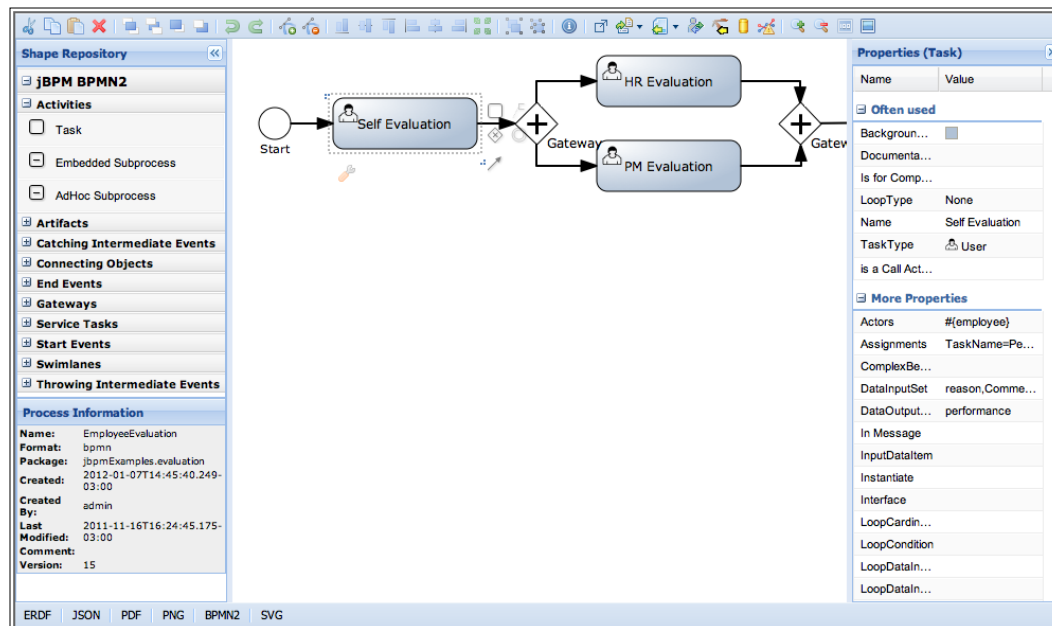 Shape Repository
jBPM BPMN2
Activities
Task
Embedded Subprocess
AdHoc Subprocess
Artifacts
Catching Intermediate Events
Connecting Objects
End Events
Gateways
Service Tasks
Start Events
Swimlanes
Throwing Intermediate Events
Process Information
Name: EmployeeEvaluation
Format: bpmn
Package: jbpmExamples.evaluation
Created: 2012-01-07T14:45:40.249-
03:00
Created
By: admin
Last 2011-11-16T16:24:45.175-
Modified: 03:00
Comment:
Version: 15
Start
Self Evaluation
Gateway
HR Evaluation
PM Evaluation
Gatew
Properties (Task)
Name Value
Often used
Backgroun...
Documenta...
Is for Comp...
LoopType None
Name Self Evaluation
TaskType User
is a Call Act...
More Properties
Actors #{employee}
Assignments TaskName=Pe...
ComplexBe...
DataInputSet reason,Comme...
DataOutput... performance
In Message
InputDataItem
Instantiate
Interface
LoopCardin...
LoopCondition
LoopDataIn...
LoopDataIn...
ERDF JSON PDF PNG BPMN2 SVG